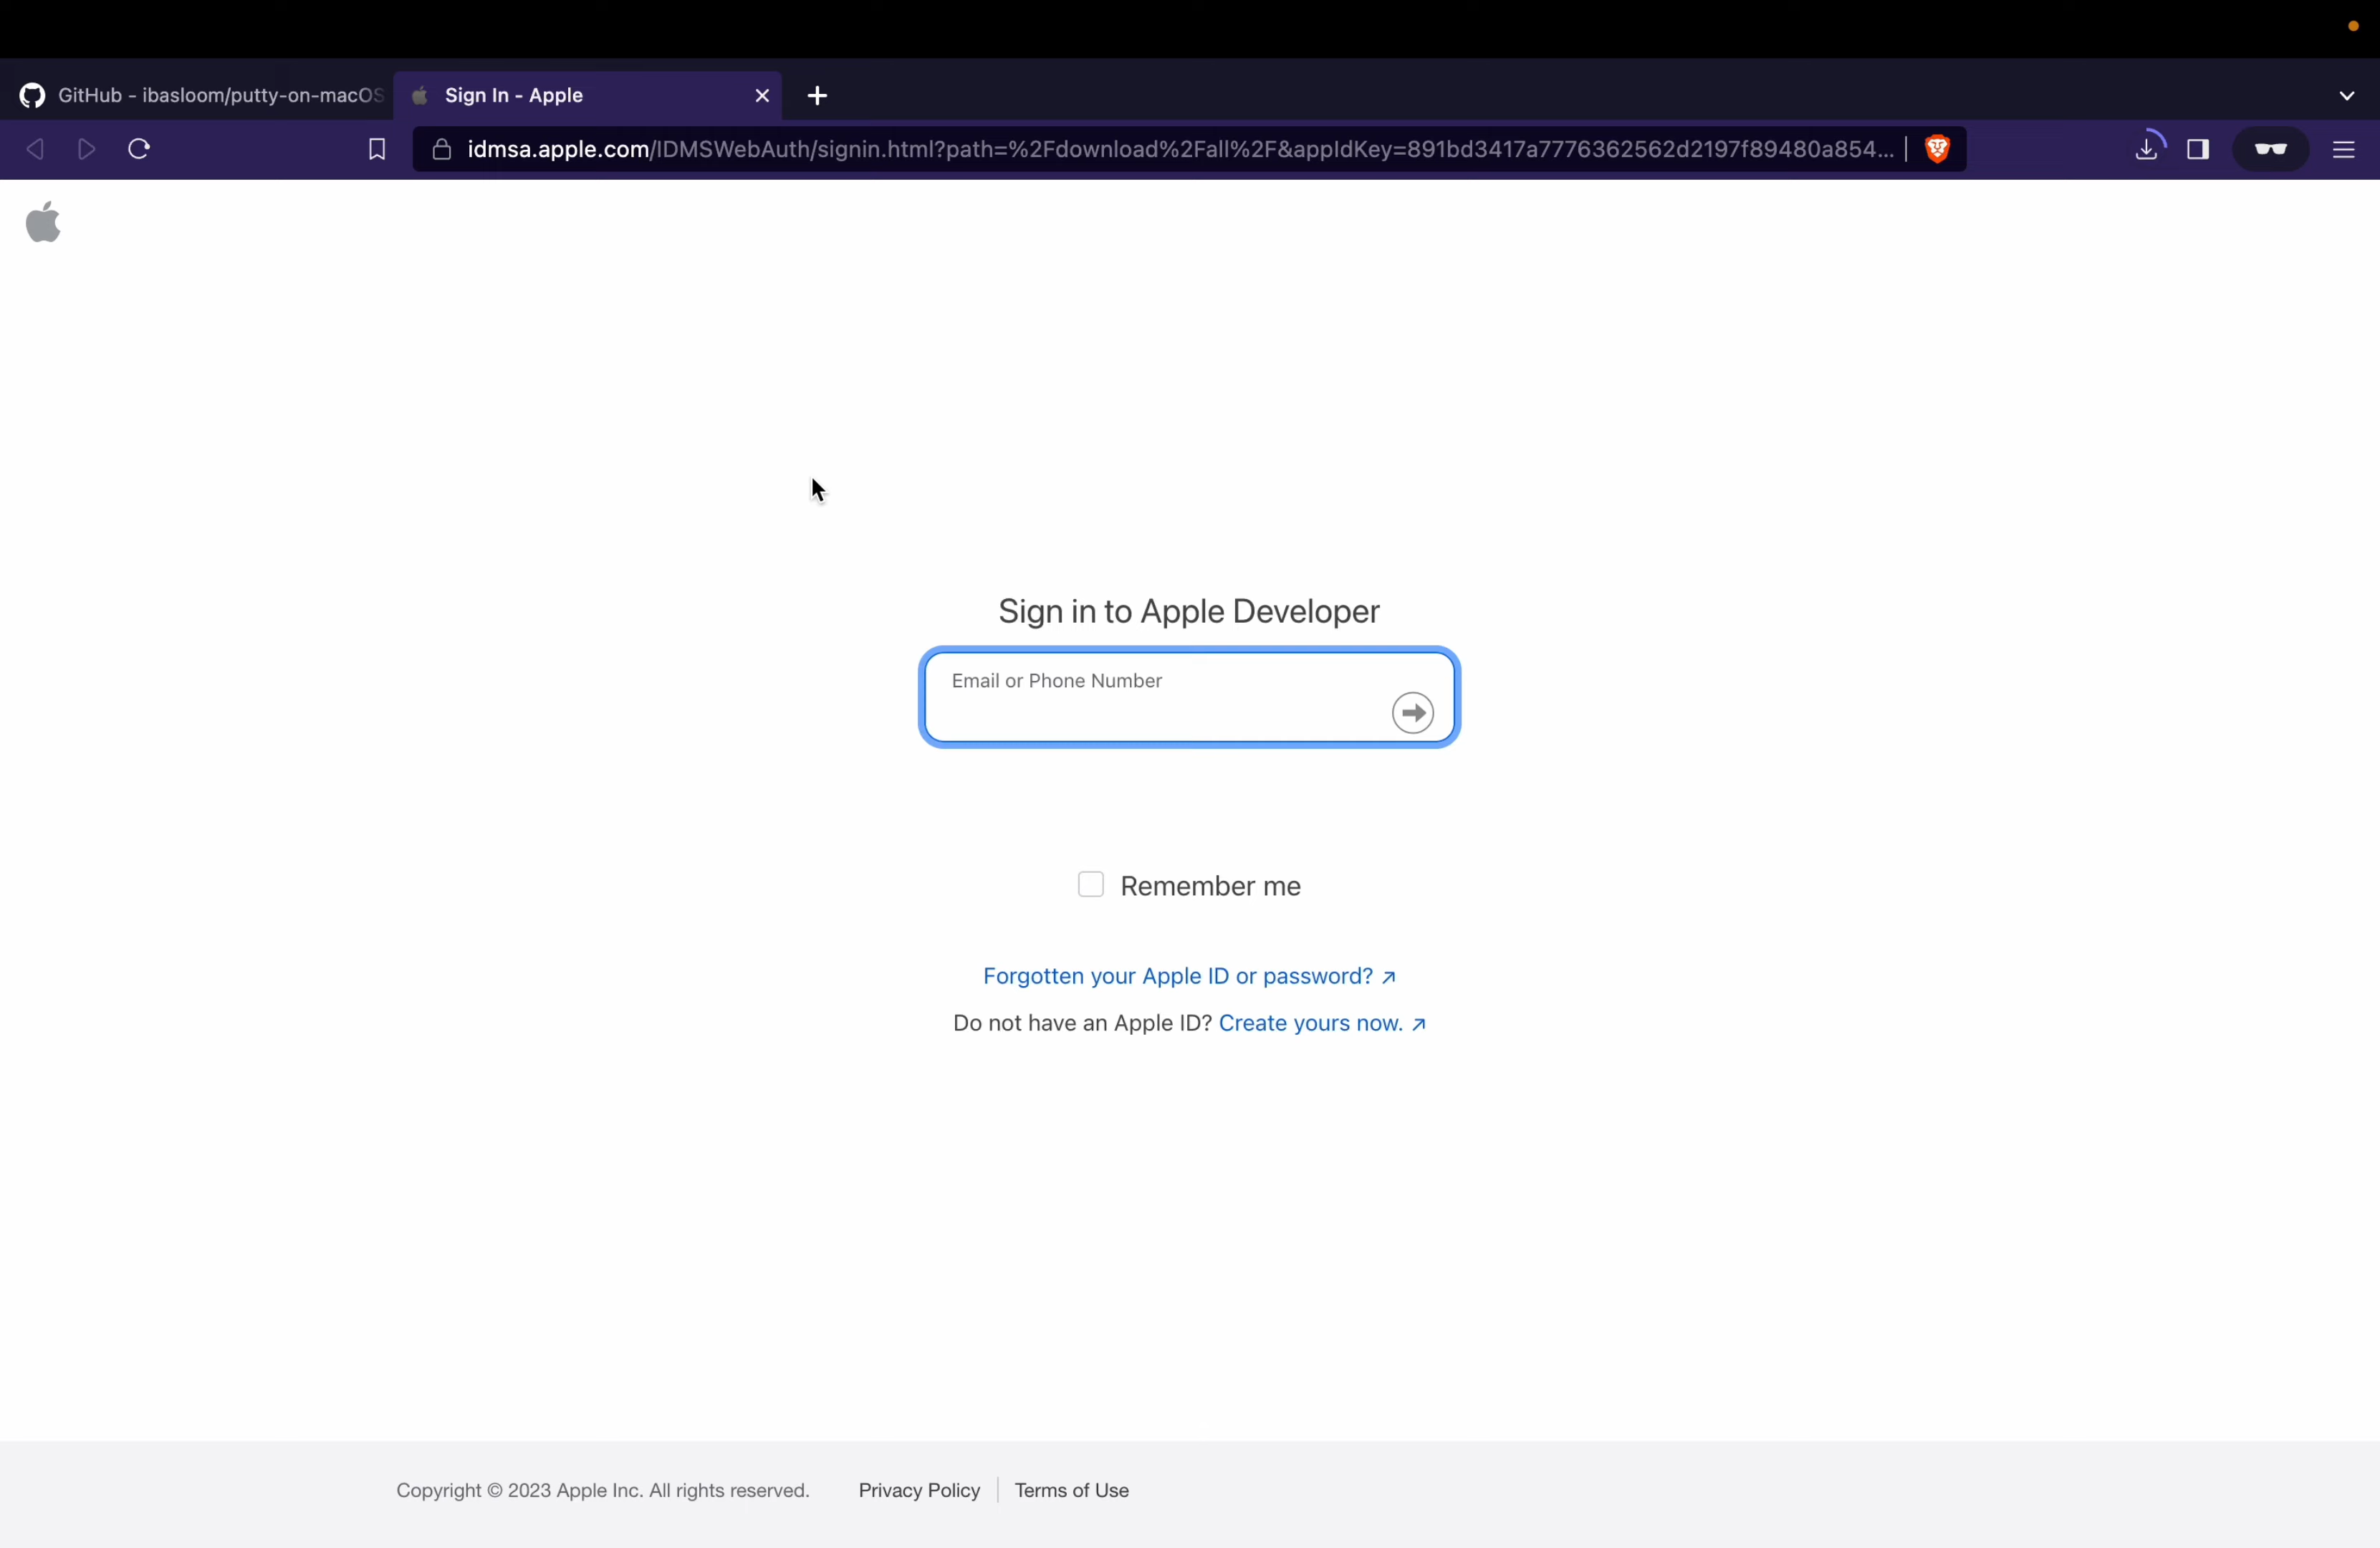 GitHub - ibasloom/putty-on-macOS
Sign In - Apple
idmsa.apple.com/IDMSWebAuth/signin.html?path=%2Fdownload%2Fall%2F&appIdKey=891bd3417a7776362562d2197f89480a854...
Sign in to Apple Developer
Email or Phone Number
Remember me
Forgotten your Apple ID or password? ↗
Do not have an Apple ID? Create yours now. ↗
Copyright © 2023 Apple Inc. All rights reserved. Privacy Policy | Terms of Use